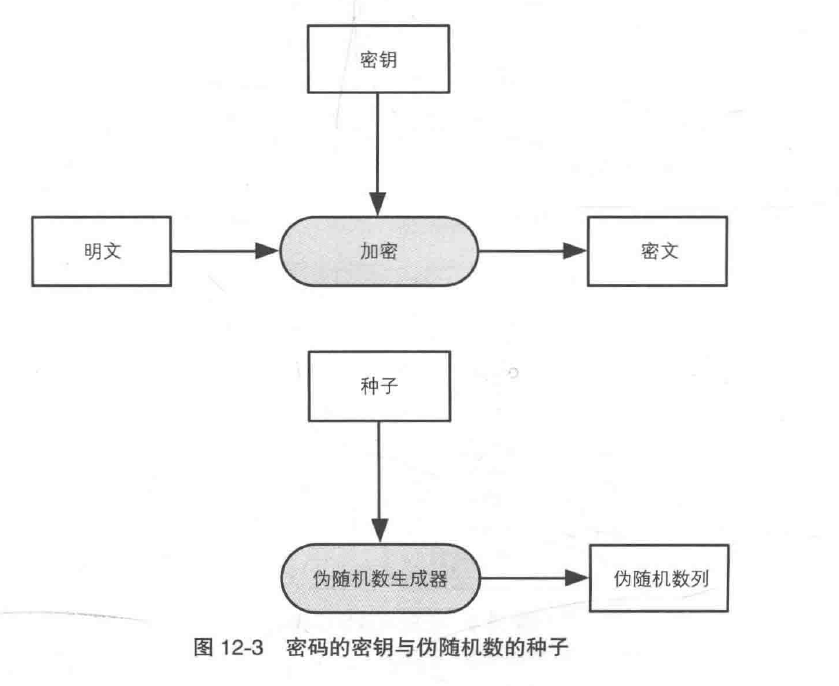 密钥
明文
加密
密文
种子
伪随机数生成器
伪随机数列
图 12-3 密码的密钥与伪随机数的种子